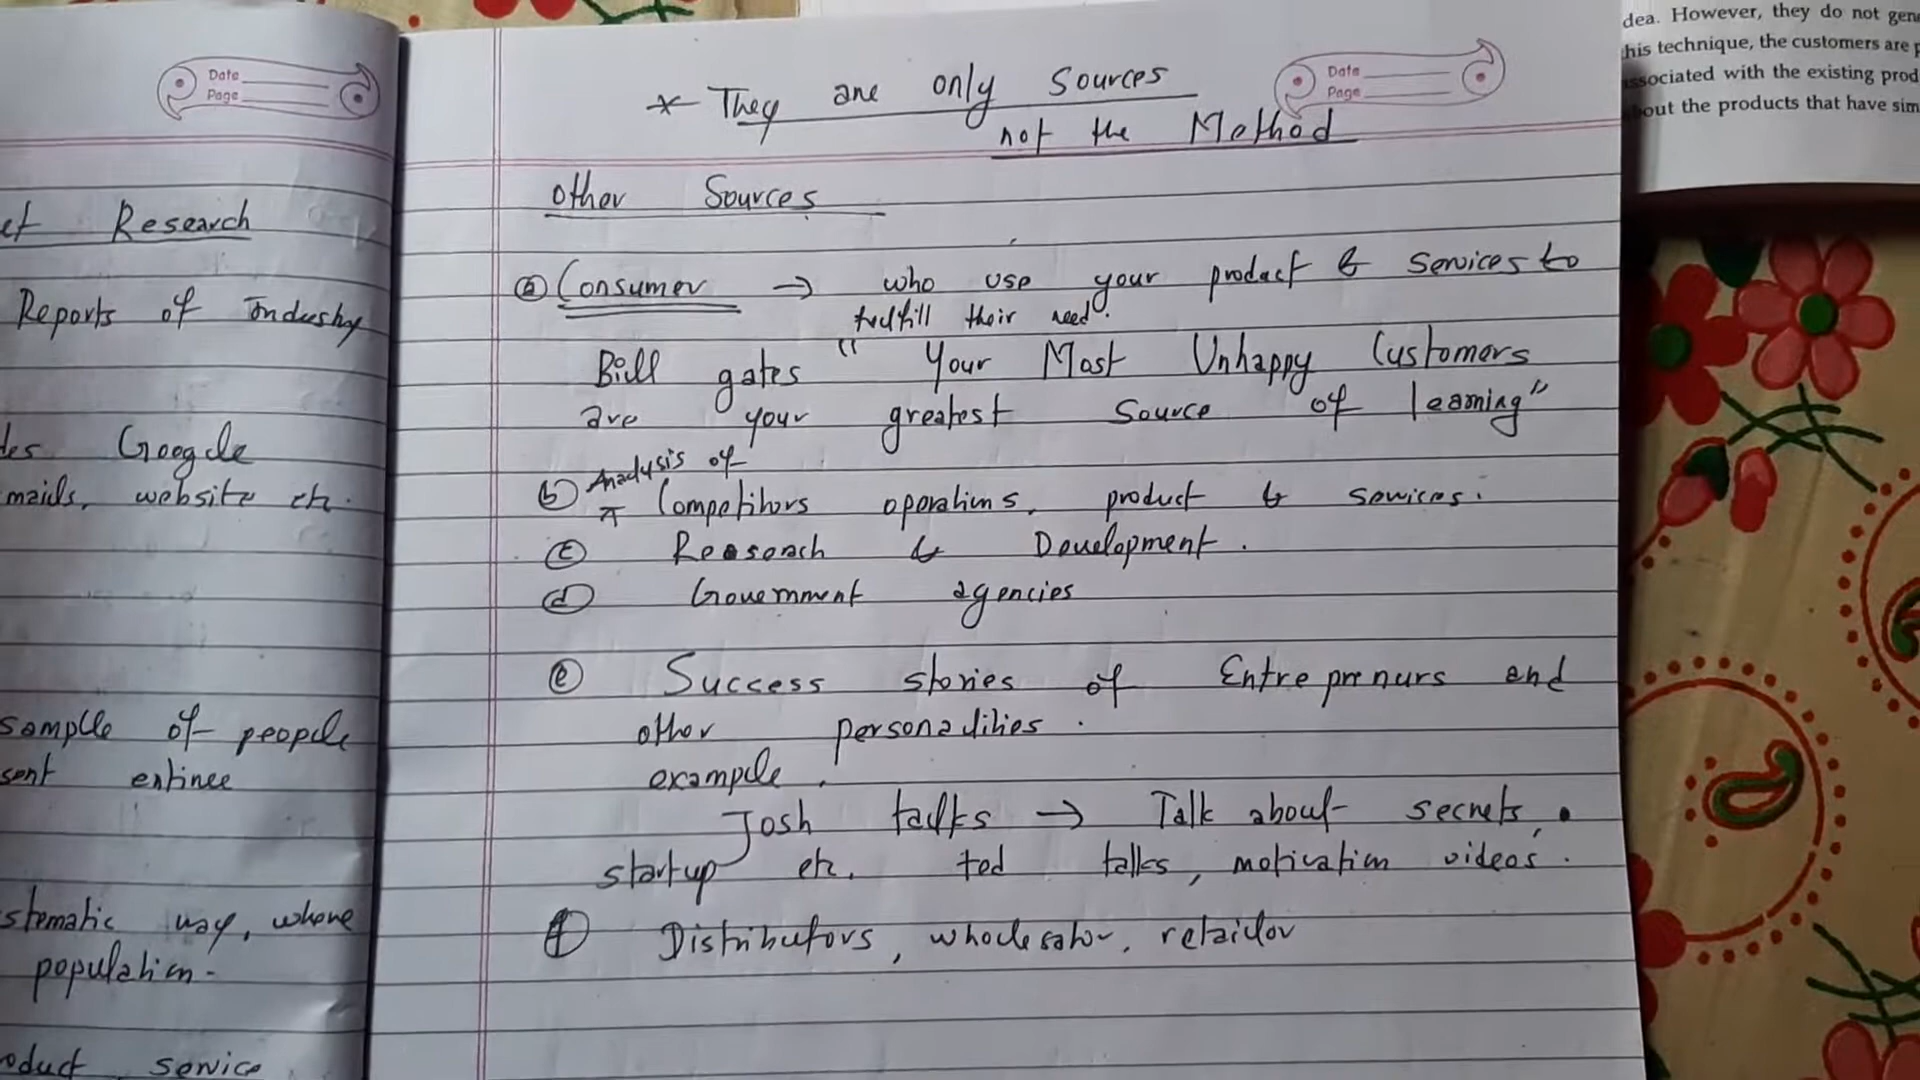 Date
Page
et Research
Reports of Industry
des Google
mails, website etc.
sample of people
sent entire
stematic way, where
population.
oduct service
Date
Page
* They are only Sources
not the Method
Other Sources
(a) Consumer → who use your product & services to
fulfill their need.
Bill gates " Your Most Unhappy Customers
are your greatest Source of learning"
(b) Analysis of
Competitors operations, product & services.
(c) Research & Development.
(d) Government agencies
(e) Success stories of Entreprenurs and
other personalities.
example,
Josh talks → Talk about secrets,
startup etc. ted talks, motivation videos.
(f) Distributors, wholesaler, retailor
dea. However, they do not gene
his technique, the customers are p
ssociated with the existing prod
bout the products that have sim